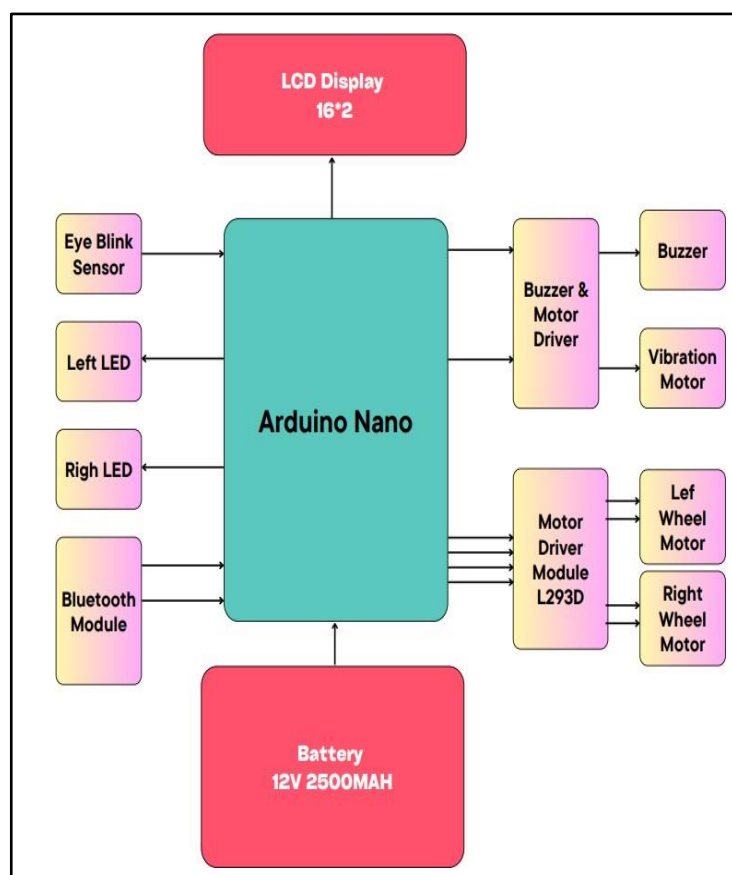 LCD Display
16*2
Eye Blink
Sensor
Left LED
Righ LED
Bluetooth
Module
Arduino Nano
Buzzer &
Motor
Driver
Buzzer
Vibration
Motor
Motor
Driver
Module
L293D
Lef
Wheel
Motor
Right
Wheel
Motor
Battery
12V 2500MAH